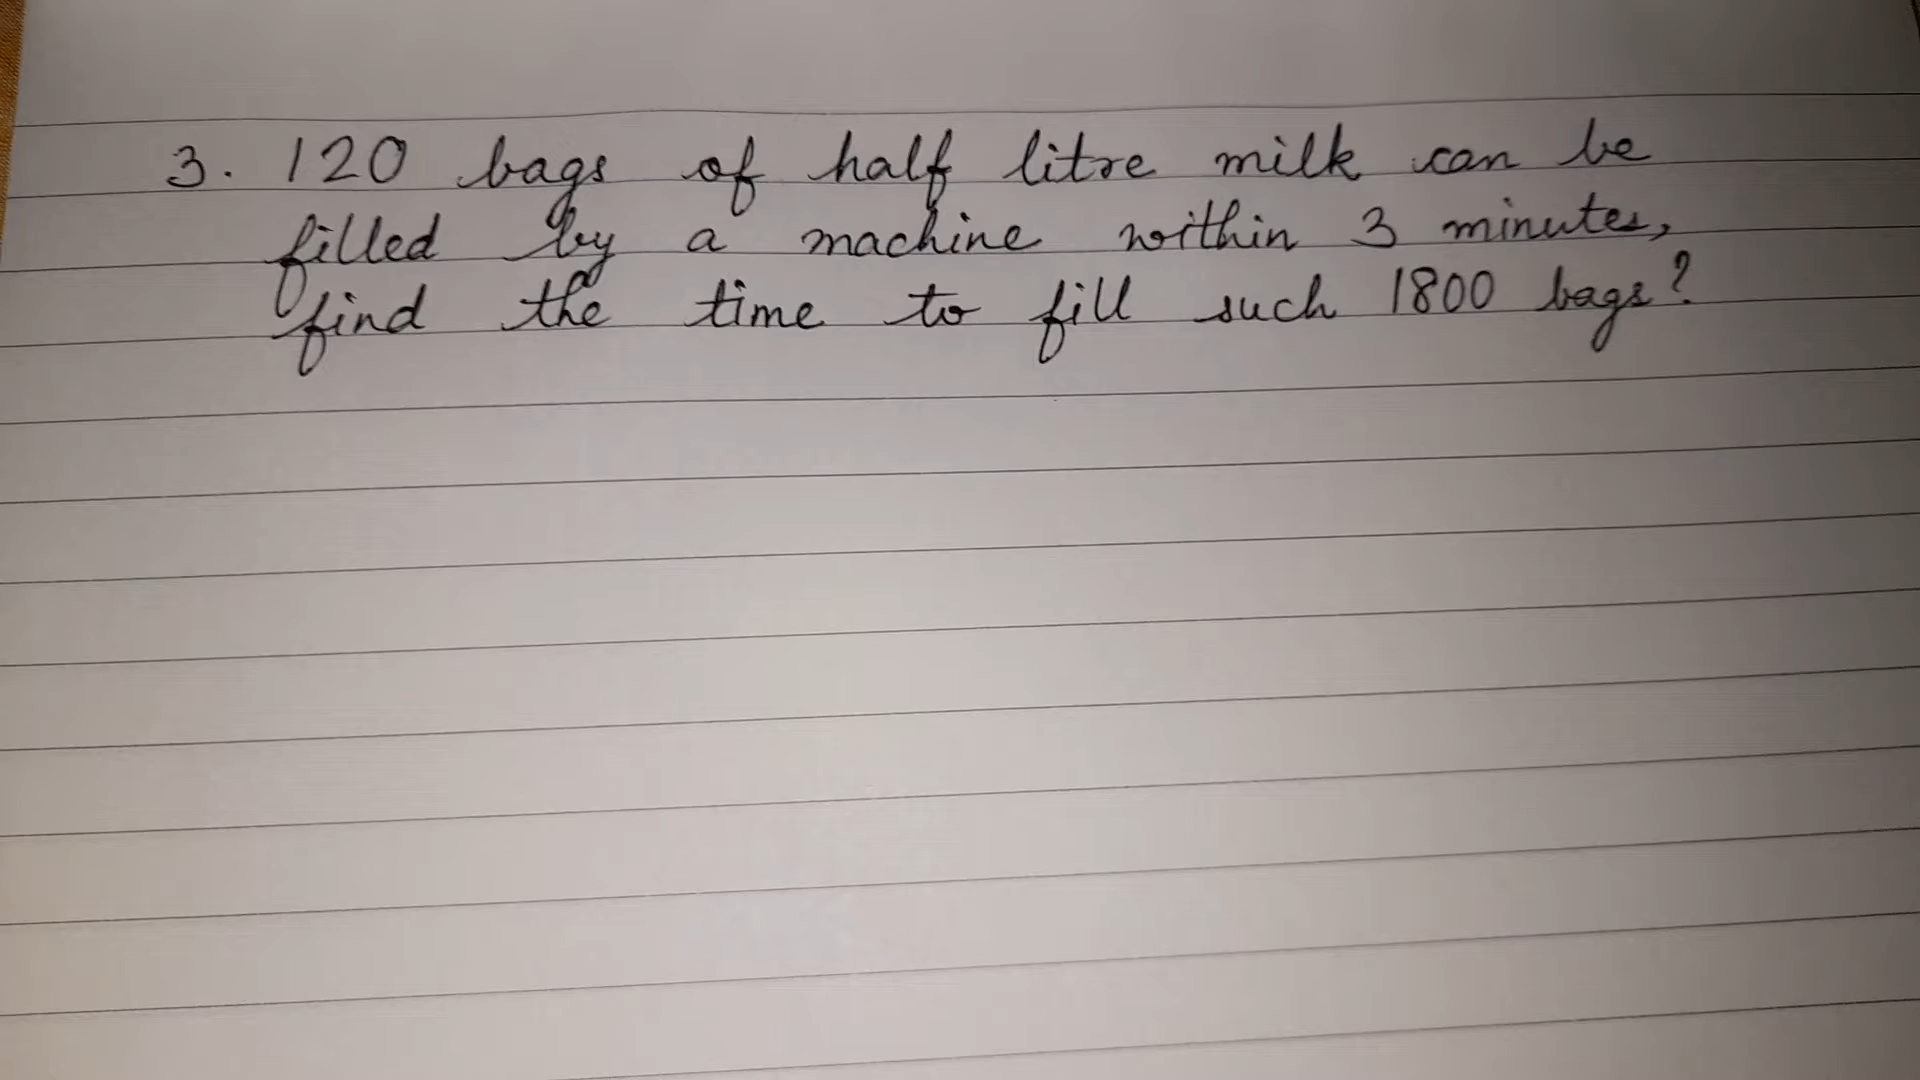 3. 120 bags of half litre milk can be
filled by a machine within 3 minutes,
find the time to fill such 1800 bags?